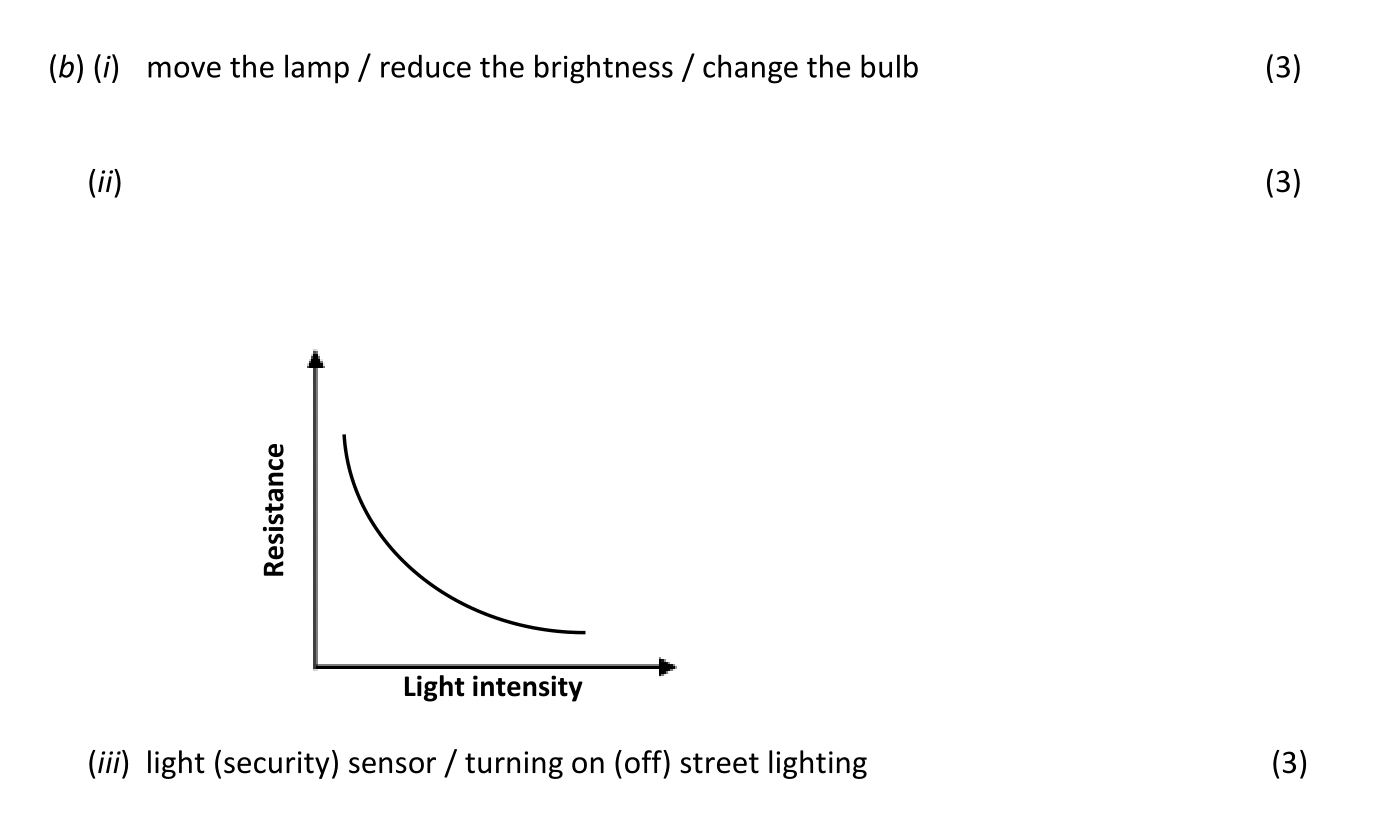 (b) (i) move the lamp / reduce the brightness / change the bulb (3)
(ii) (3)
Resistance
Light intensity
(iii) light (security) sensor / turning on (off) street lighting (3)